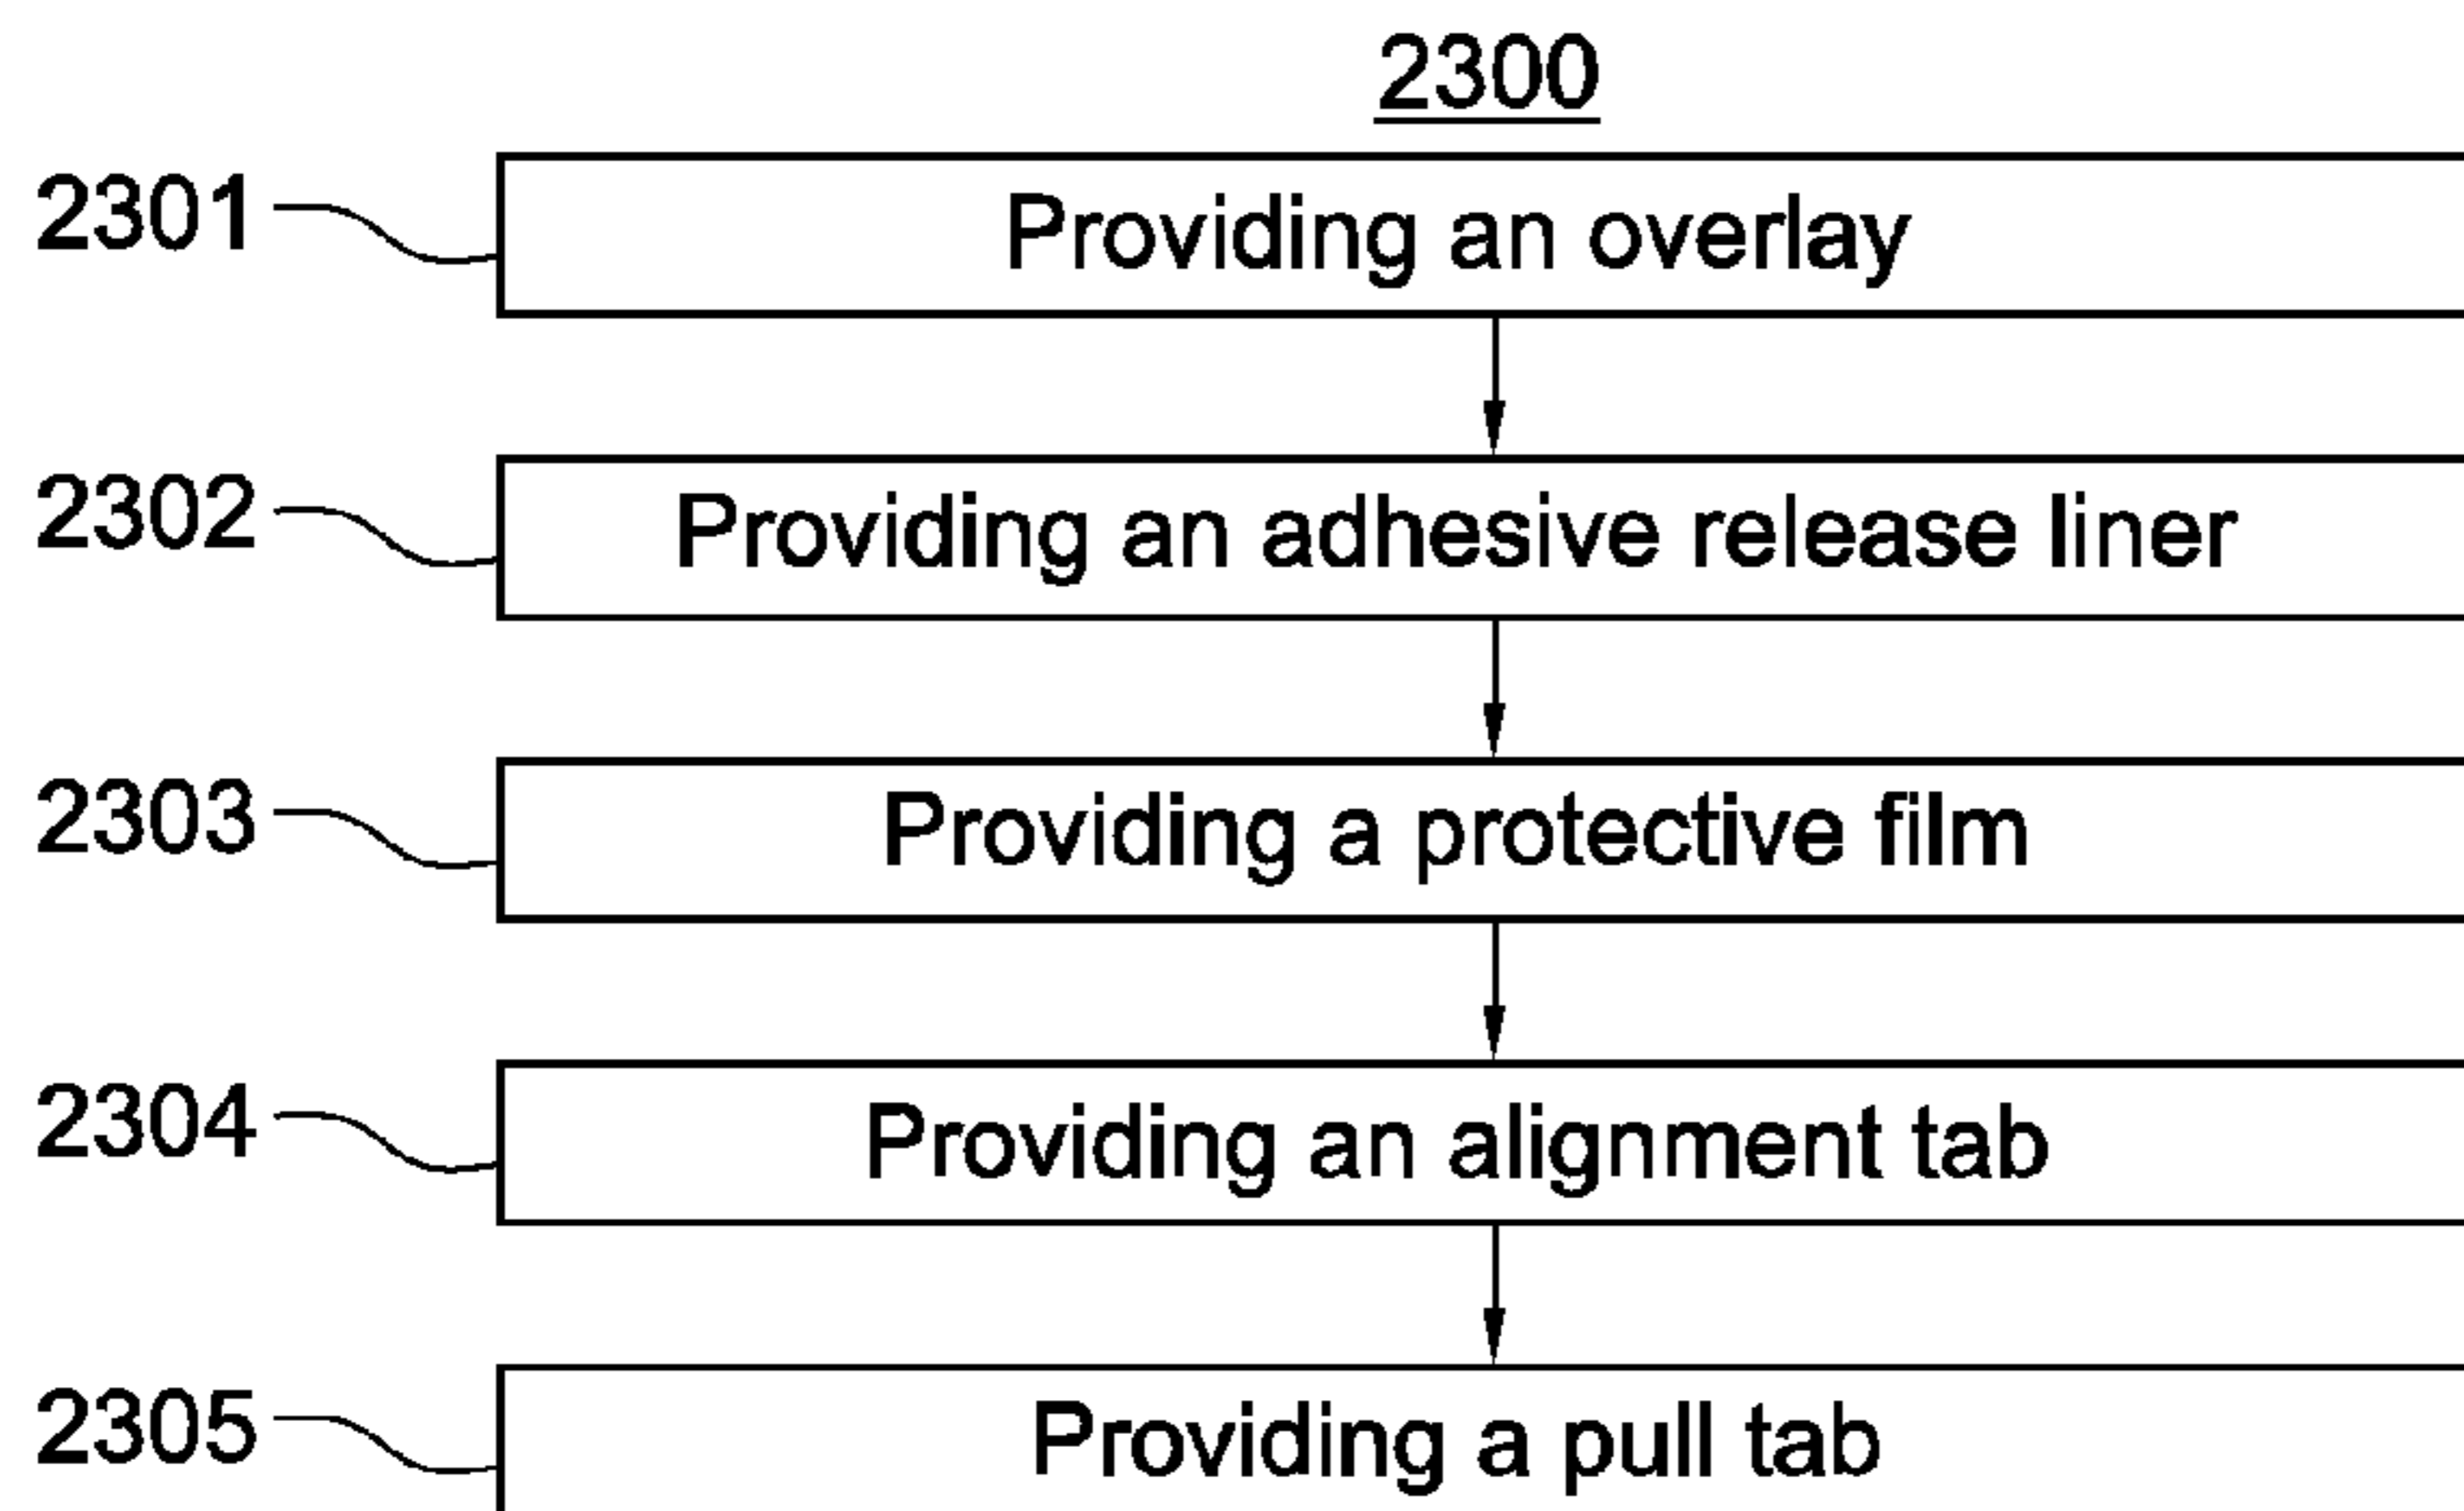 2300
2301 Providing an overlay
2302 Providing an adhesive release liner
2303 Providing a protective film
2304 Providing an alignment tab
2305 Providing a pull tab